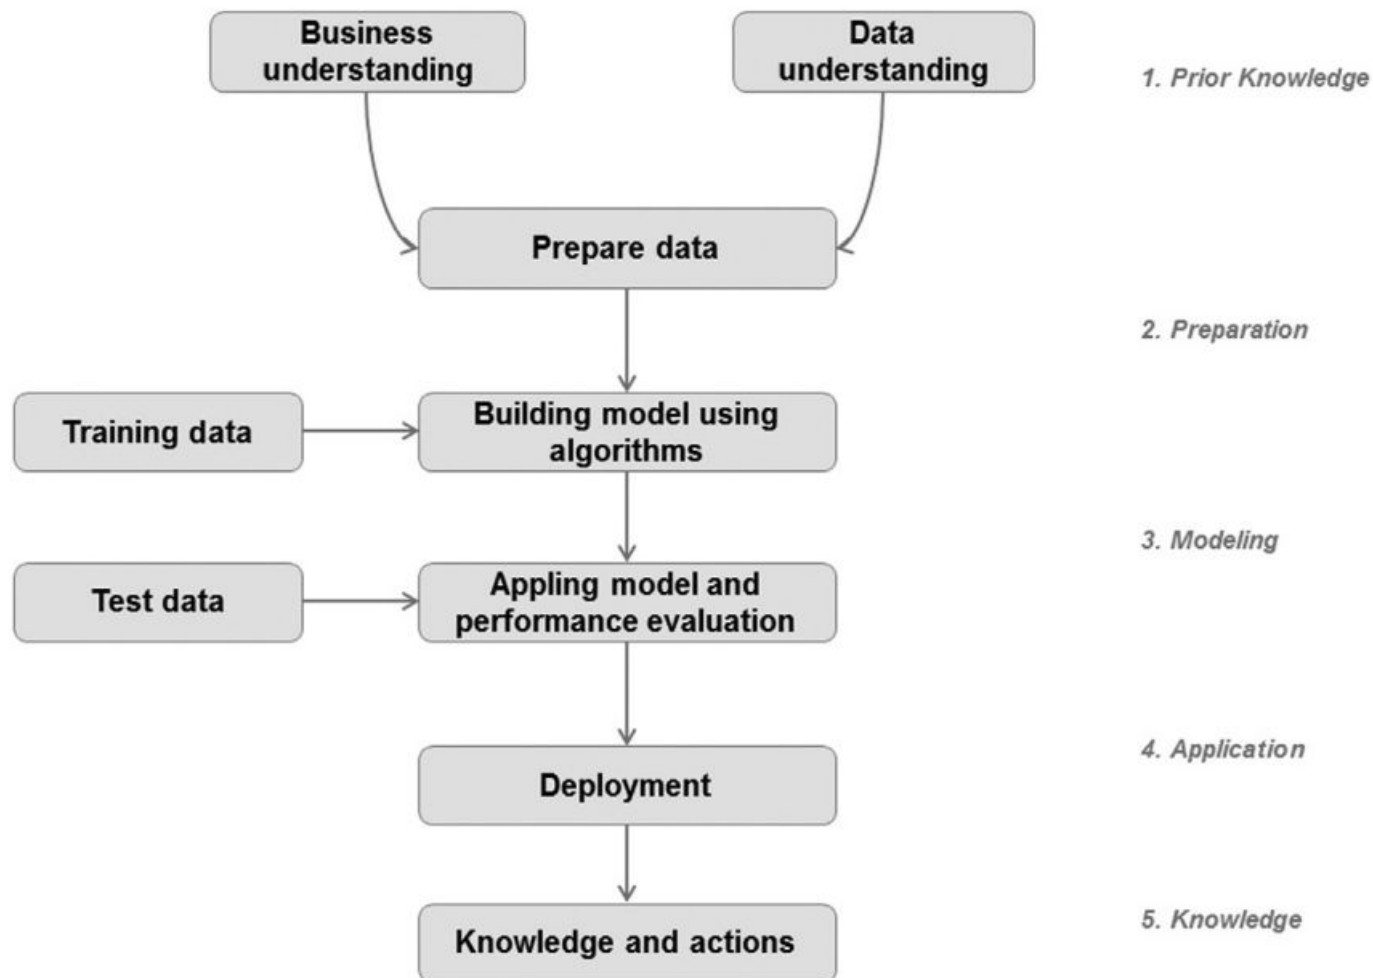 Business
understanding
Data
understanding
1. Prior Knowledge
Prepare data
2. Preparation
Training data
Building model using
algorithms
3. Modeling
Test data
Appling model and
performance evaluation
4. Application
Deployment
5. Knowledge
Knowledge and actions